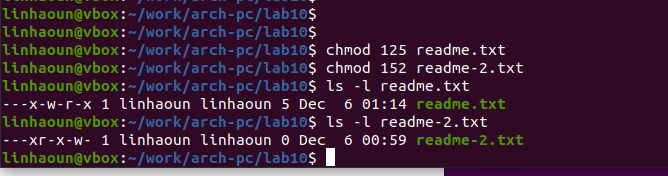 linhaoun@vbox:~/work/arch-pc/lab10$
linhaoun@vbox:~/work/arch-pc/lab10$
linhaoun@vbox:~/work/arch-pc/lab10$ chmod 125 readme.txt
linhaoun@vbox:~/work/arch-pc/lab10$ chmod 152 readme-2.txt
linhaoun@vbox:~/work/arch-pc/lab10$ ls -l readme.txt
---x-w-r-x 1 linhaoun linhaoun 5 Dec  6 01:14 readme.txt
linhaoun@vbox:~/work/arch-pc/lab10$ ls -l readme-2.txt
---xr-x-w- 1 linhaoun linhaoun 0 Dec  6 00:59 readme-2.txt
linhaoun@vbox:~/work/arch-pc/lab10$